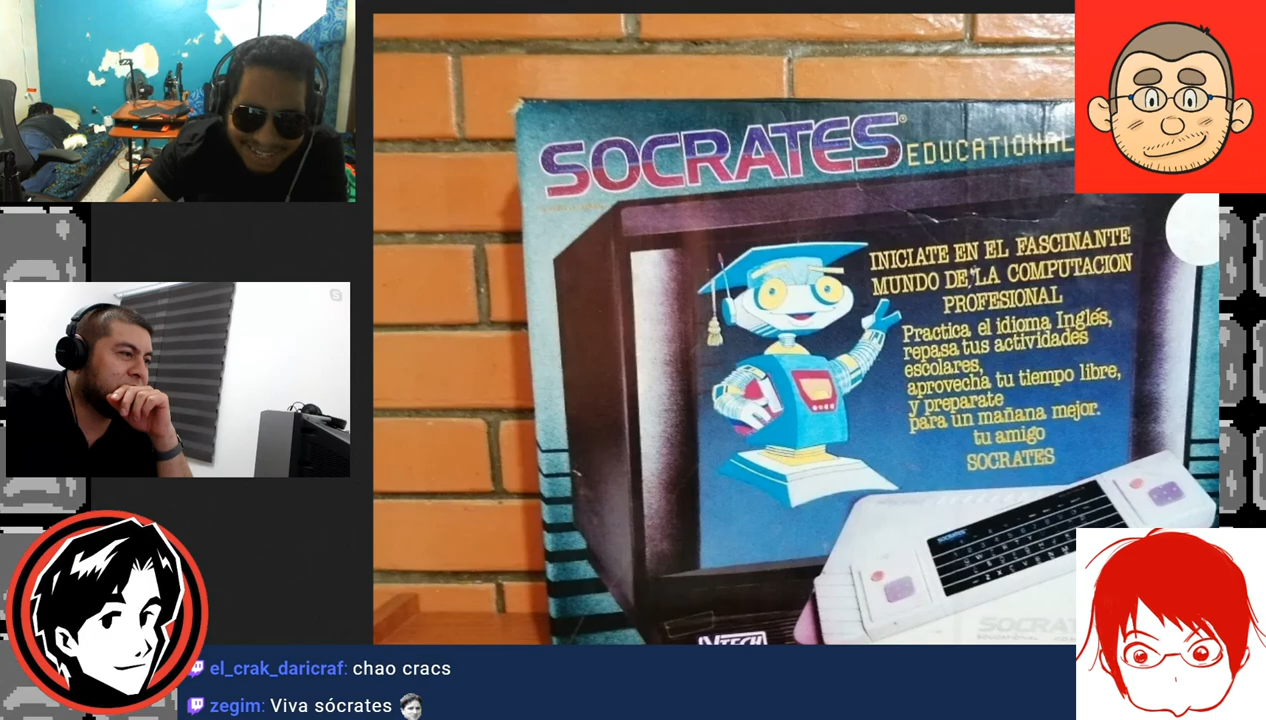 SOCRATES® EDUCATIONAL
INICIATE EN EL FASCINANTE
MUNDO DE LA COMPUTACION
PROFESIONAL
Practica el idioma Inglés,
repasa tus actividades
escolares,
aprovecha tu tiempo libre,
y preparate
para un mañana mejor.
tu amigo
SOCRATES
SOCRATES
VTECH
el_crak_daricraf: chao cracs
zegim: Viva sócrates